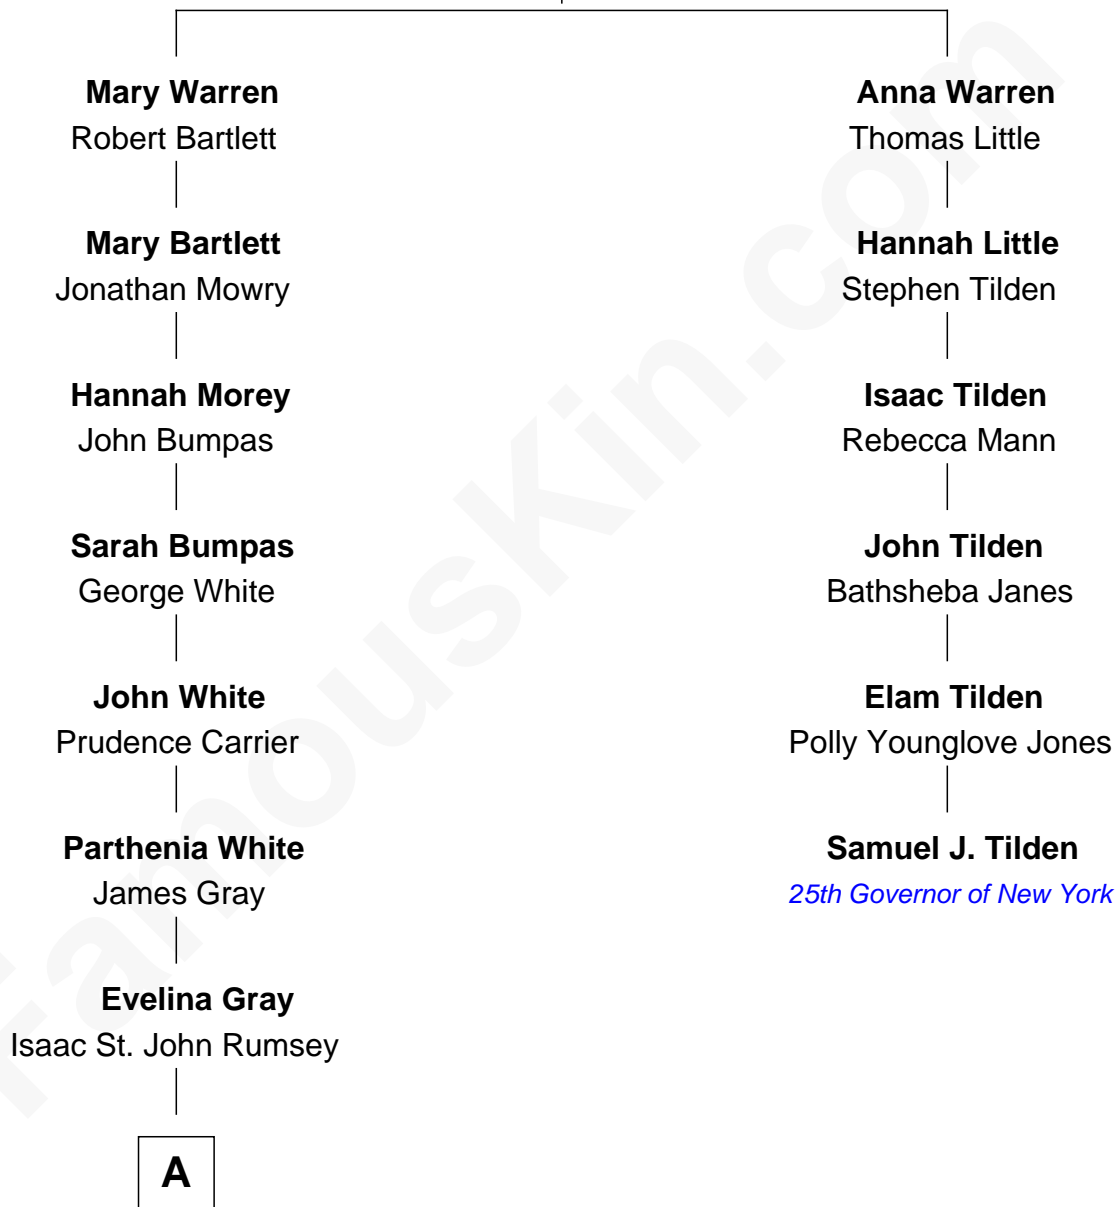 Mary Warren
Robert Bartlett
Anna Warren
Thomas Little
Mary Bartlett
Jonathan Mowry
Hannah Little
Stephen Tilden
Hannah Morey
John Bumpas
Isaac Tilden
Rebecca Mann
Sarah Bumpas
George White
John Tilden
Bathsheba Janes
John White
Prudence Carrier
Elam Tilden
Polly Younglove Jones
Parthenia White
James Gray
Samuel J. Tilden
25th Governor of New York
Evelina Gray
Isaac St. John Rumsey
A
FamousKin.com